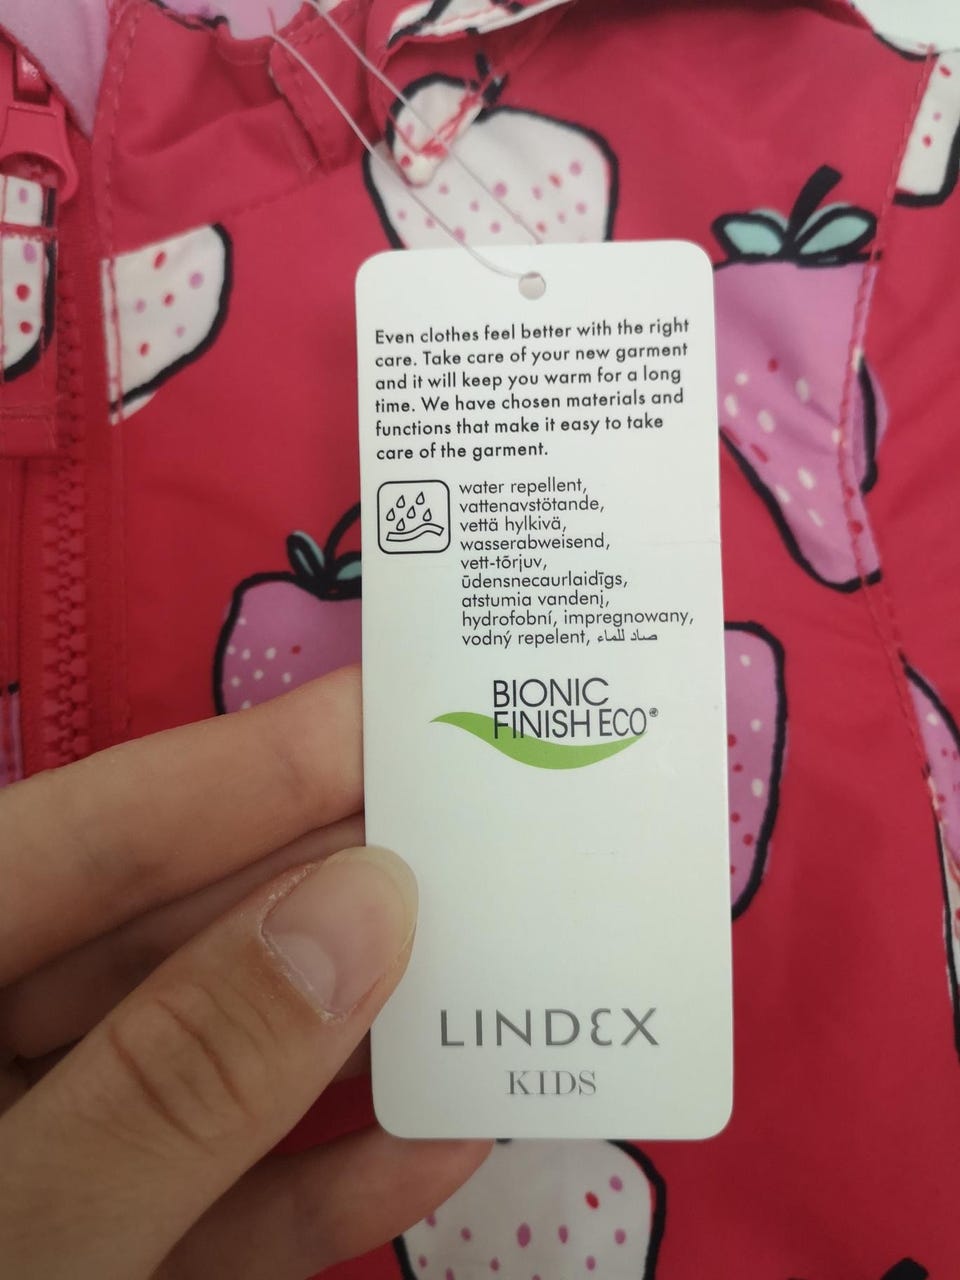 Even clothes feel better with the right
care. Take care of your new garment
and it will keep you warm for a long
time. We have chosen materials and
functions that make it easy to take
care of the garment.
water repellent,
vattenavstötande,
vettä hylkivä,
wasserabweisend,
vett-tõrjuv,
ūdensnecaurlaidīgs,
atstumia vandenį,
hydrofobní, impregnowany,
vodný repelent, صاد للماء
BIONIC
FINISH ECO®
LINDEX
KIDS